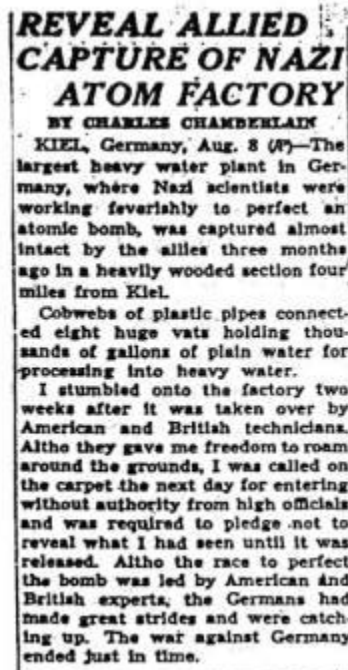 REVEAL ALLIED
CAPTURE OF NAZI
ATOM FACTORY
BY CHARLES CHAMBERLAIN
KIEL, Germany, Aug. 8 (AP)—The
largest heavy water plant in Ger-
many, where Nazi scientists were
working feverishly to perfect an
atomic bomb, was captured almost
intact by the allies three months
ago in a heavily wooded section four
miles from Kiel.
Cobwebs of plastic pipes connect-
ed eight huge vats holding thou-
sands of gallons of plain water for
processing into heavy water.
I stumbled onto the factory two
weeks after it was taken over by
American and British technicians.
Altho they gave me freedom to roam
around the grounds, I was called on
the carpet the next day for entering
without authority from high officials
and was required to pledge not to
reveal what I had seen until it was
released. Altho the race to perfect
the bomb was led by American and
British experts, the Germans had
made great strides and were catch-
ing up. The war against Germany
ended just in time.